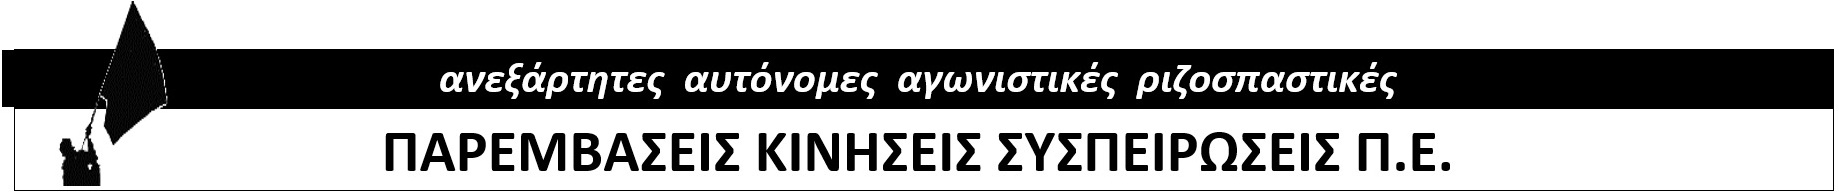 ανεξάρτητες αυτόνομες αγωνιστικές ριζοσπαστικές
ΠΑΡΕΜΒΑΣΕΙΣ ΚΙΝΗΣΕΙΣ ΣΥΣΠΕΙΡΩΣΕΙΣ Π.Ε.